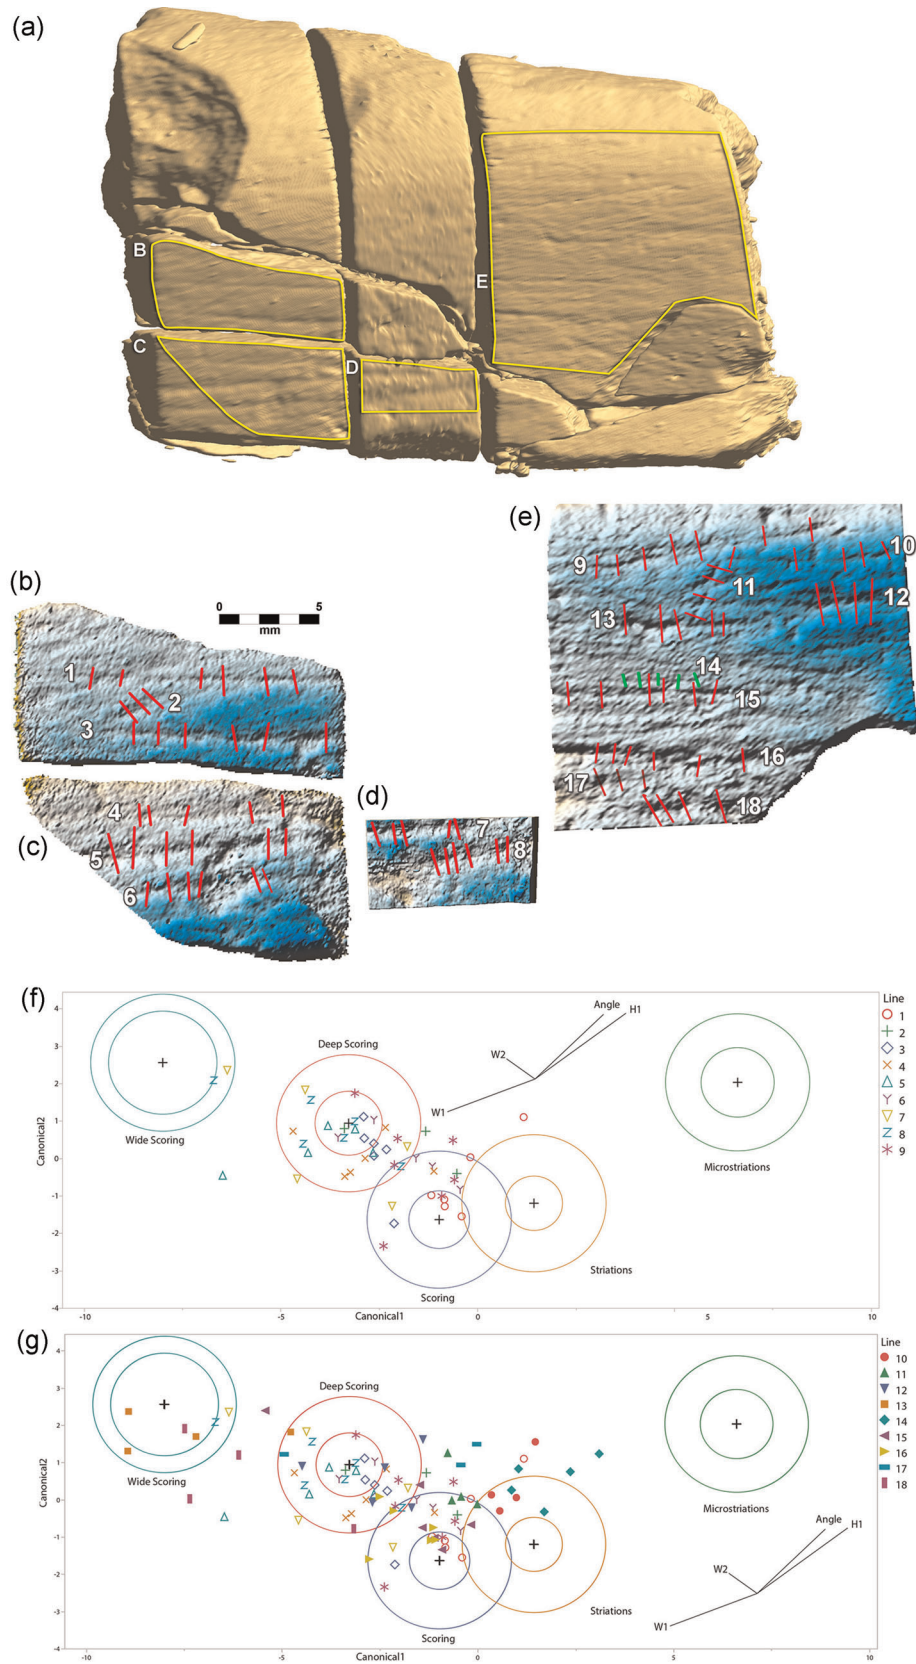 (a)
B
E
C
D
(e)
9
10
11
12
13
14
15
16
17
18
(b)
0 5
mm
1
2
3
4
(c)
5
6
(d)
7
8
(f)
4
3
2
1
0
-1
-2
-3
-4
Canonical2
-10
-5
0
5
10
Canonical1
Wide Scoring
Deep Scoring
Scoring
Striations
Microstriations
Angle
H1
W2
W1
Line
1
2
3
4
5
6
7
8
9
(g)
4
3
2
1
0
-1
-2
-3
-4
Canonical2
-10
-5
0
5
10
Canonical1
Wide Scoring
Deep Scoring
Scoring
Striations
Microstriations
Angle
H1
W2
W1
Line
10
11
12
13
14
15
16
17
18